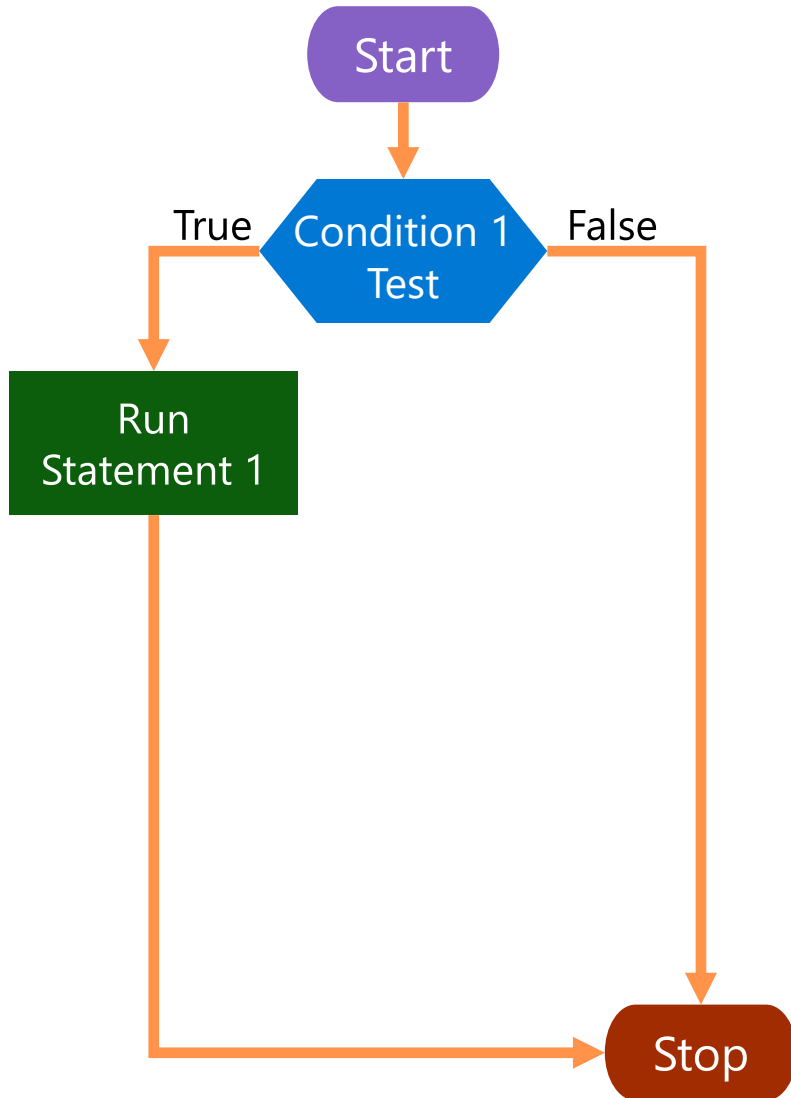 Start
True
Condition 1
Test
False
Run
Statement 1
Stop